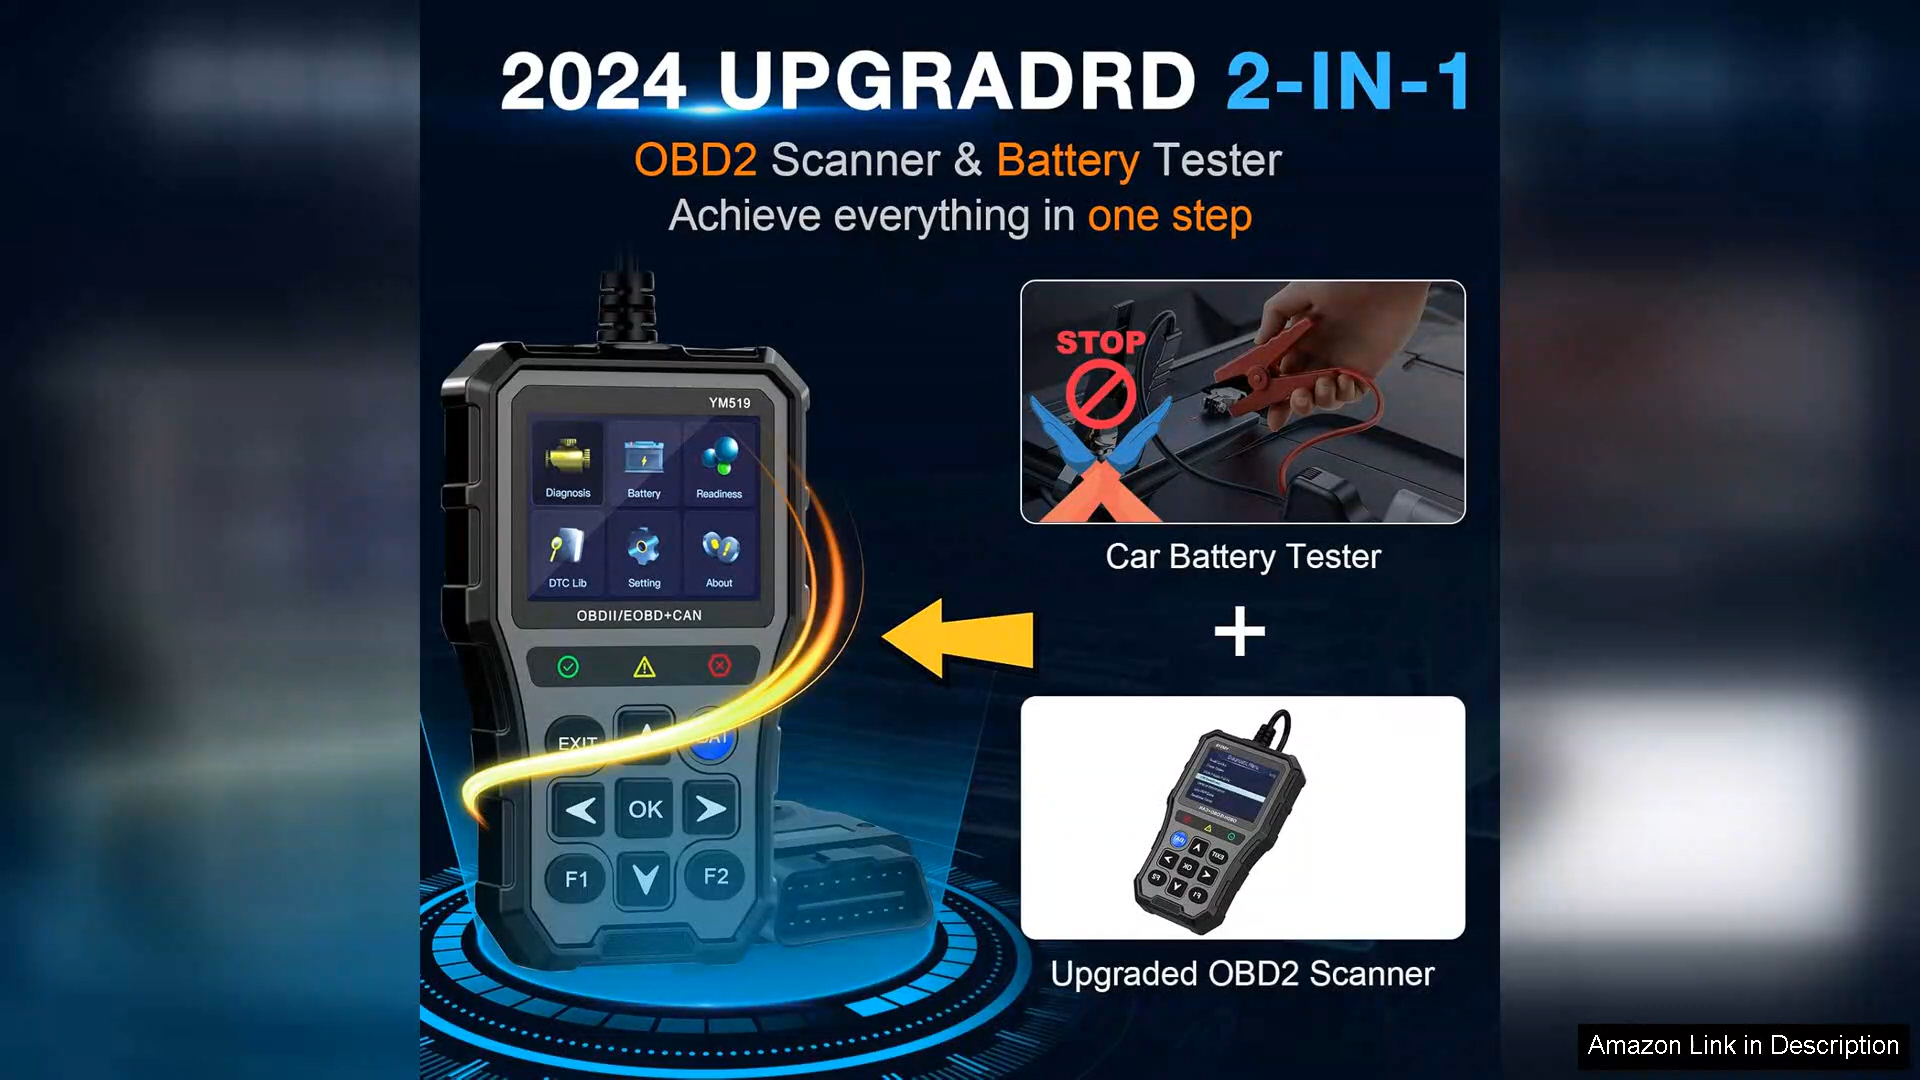 2024 UPGRADRD 2-IN-1
OBD2 Scanner & Battery Tester
Achieve everything in one step
YM519
Diagnosis Battery Readiness
DTC Lib Setting About
OBDII/EOBD+CAN
EXIT
OK
F1 F2
STOP
Car Battery Tester
+
Upgraded OBD2 Scanner
Amazon Link in Description